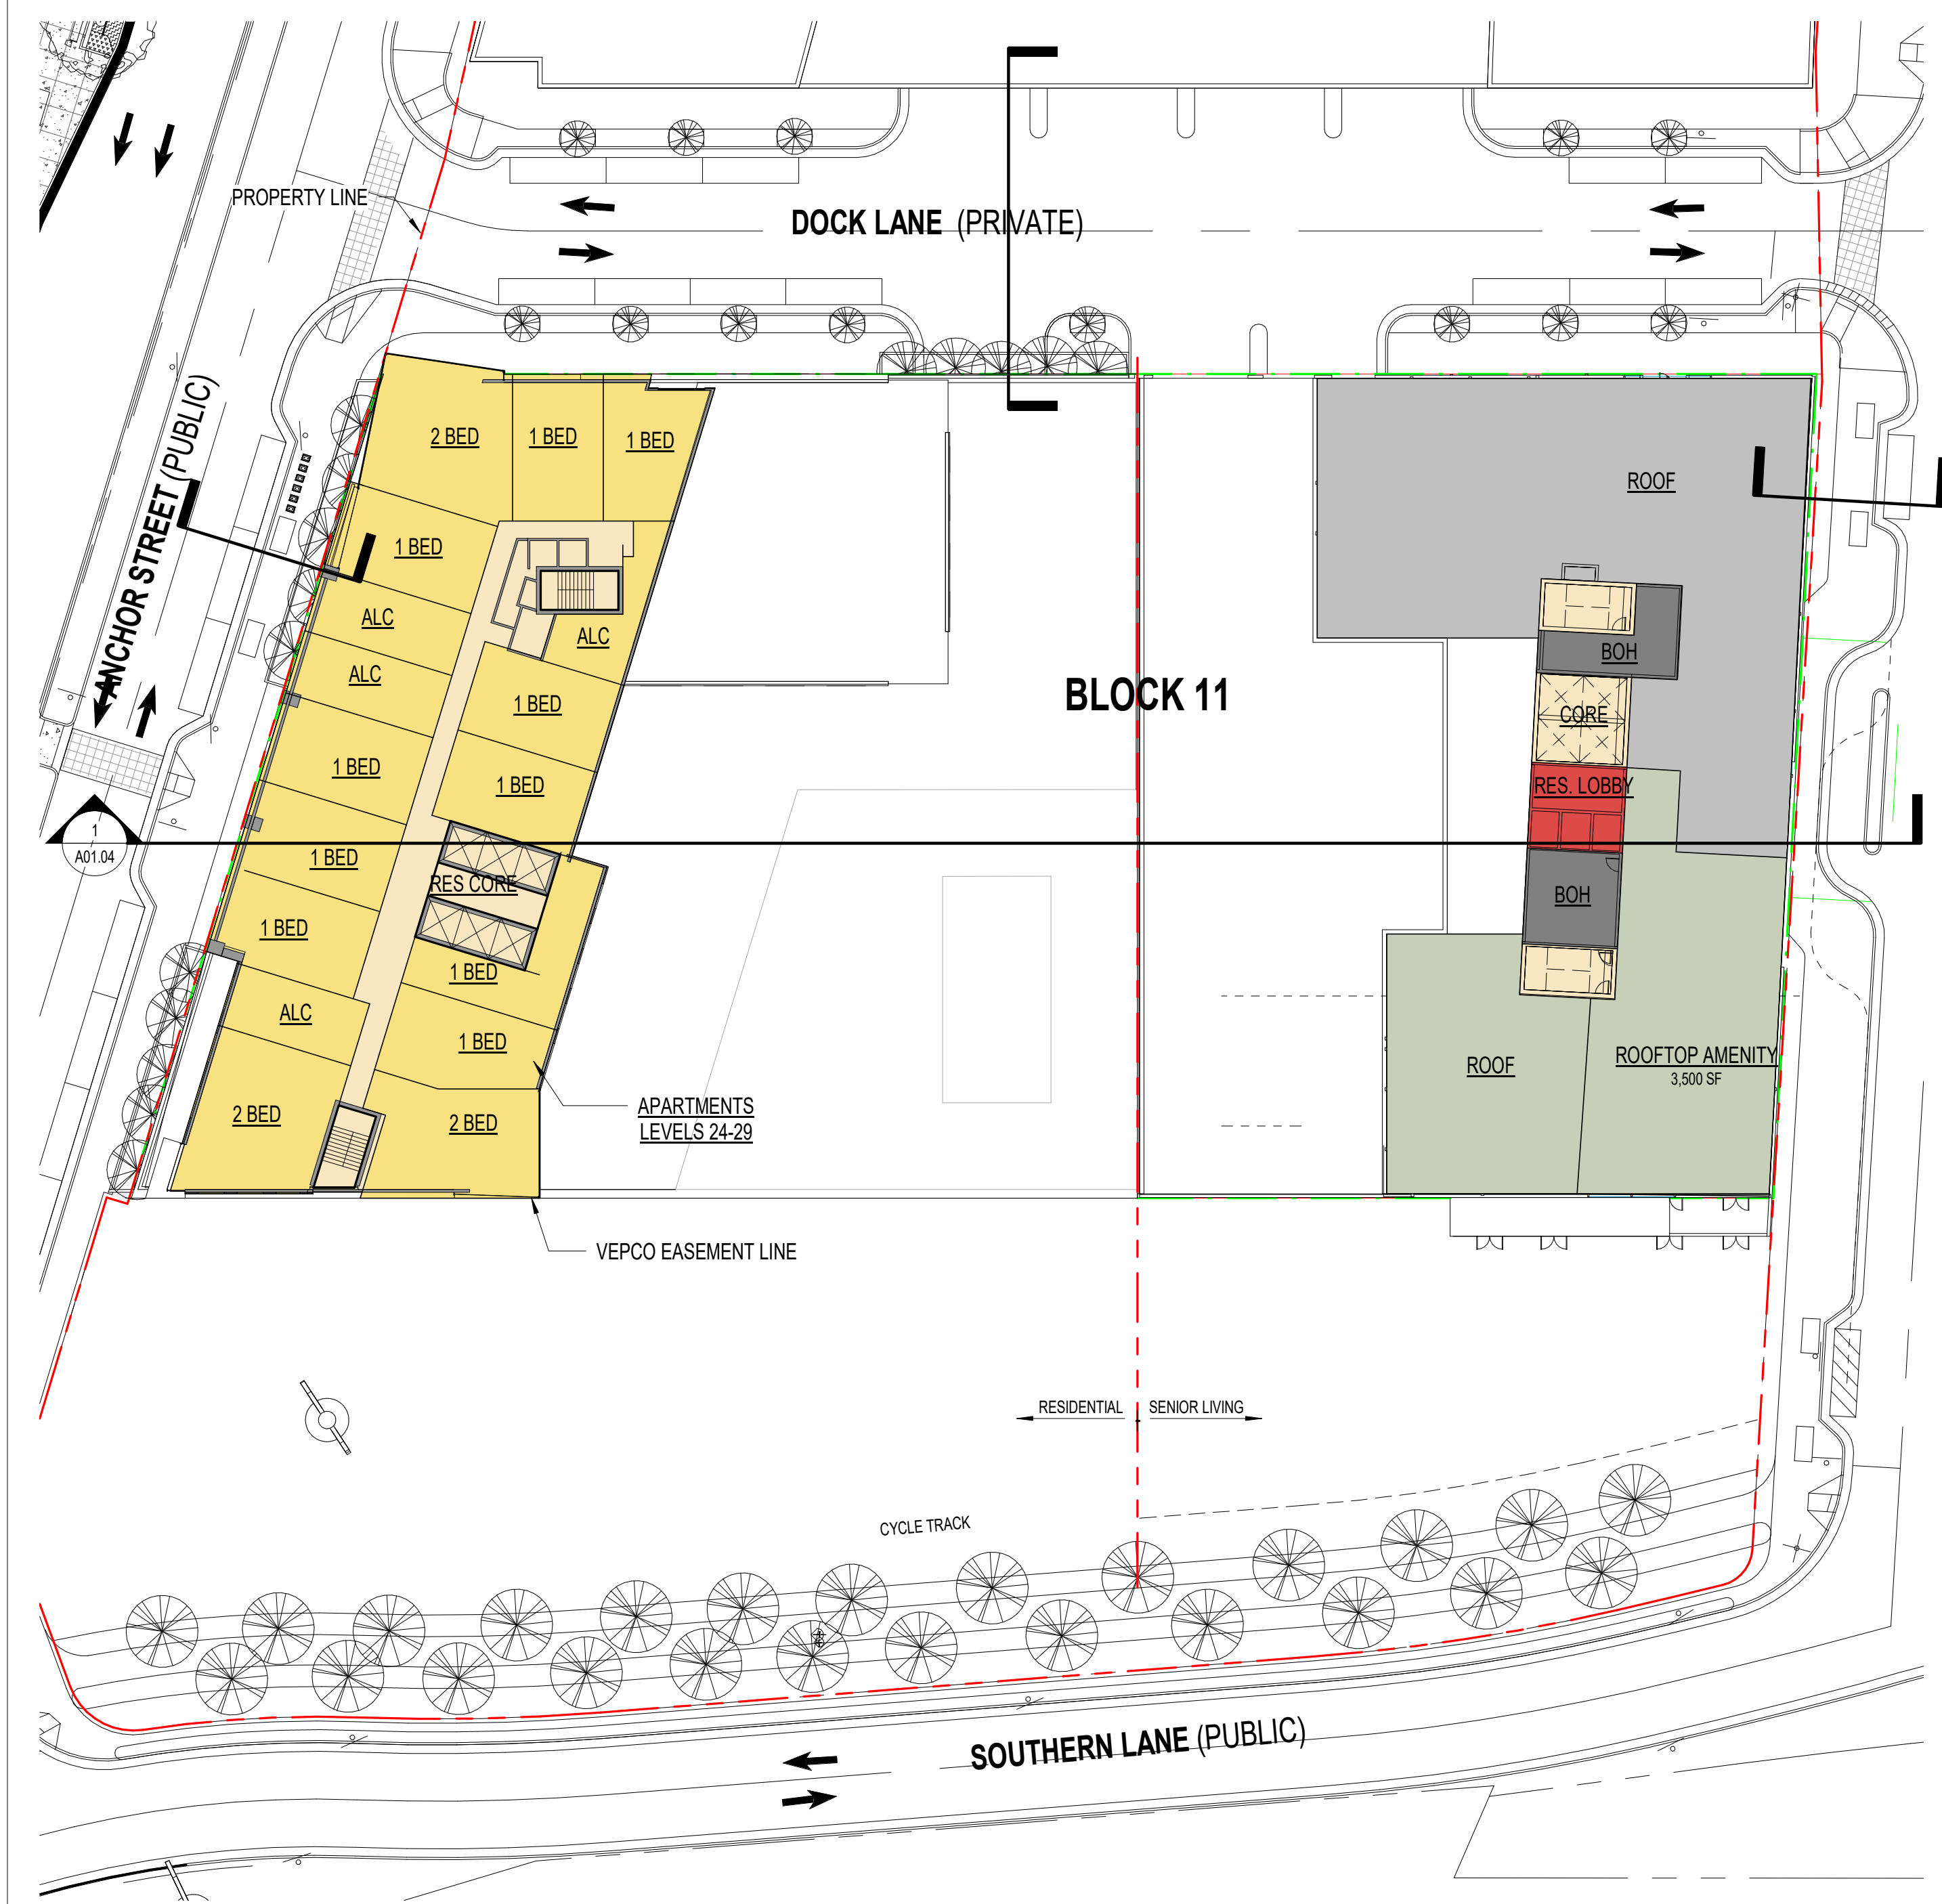 PROPERTY LINE
DOCK LANE (PRIVATE)
ANCHOR STREET (PUBLIC)
2 BED
1 BED
1 BED
ROOF
1 BED
ALC
ALC
BOH
ALC
1 BED
BLOCK 11
CORE
1 BED
1 BED
RES. LOBBY
1
A01.04
1 BED
RES CORE
BOH
1 BED
1 BED
ALC
1 BED
ROOF
ROOFTOP AMENITY
3,500 SF
2 BED
2 BED
APARTMENTS
LEVELS 24-29
VEPCO EASEMENT LINE
RESIDENTIAL
SENIOR LIVING
CYCLE TRACK
SOUTHERN LANE (PUBLIC)